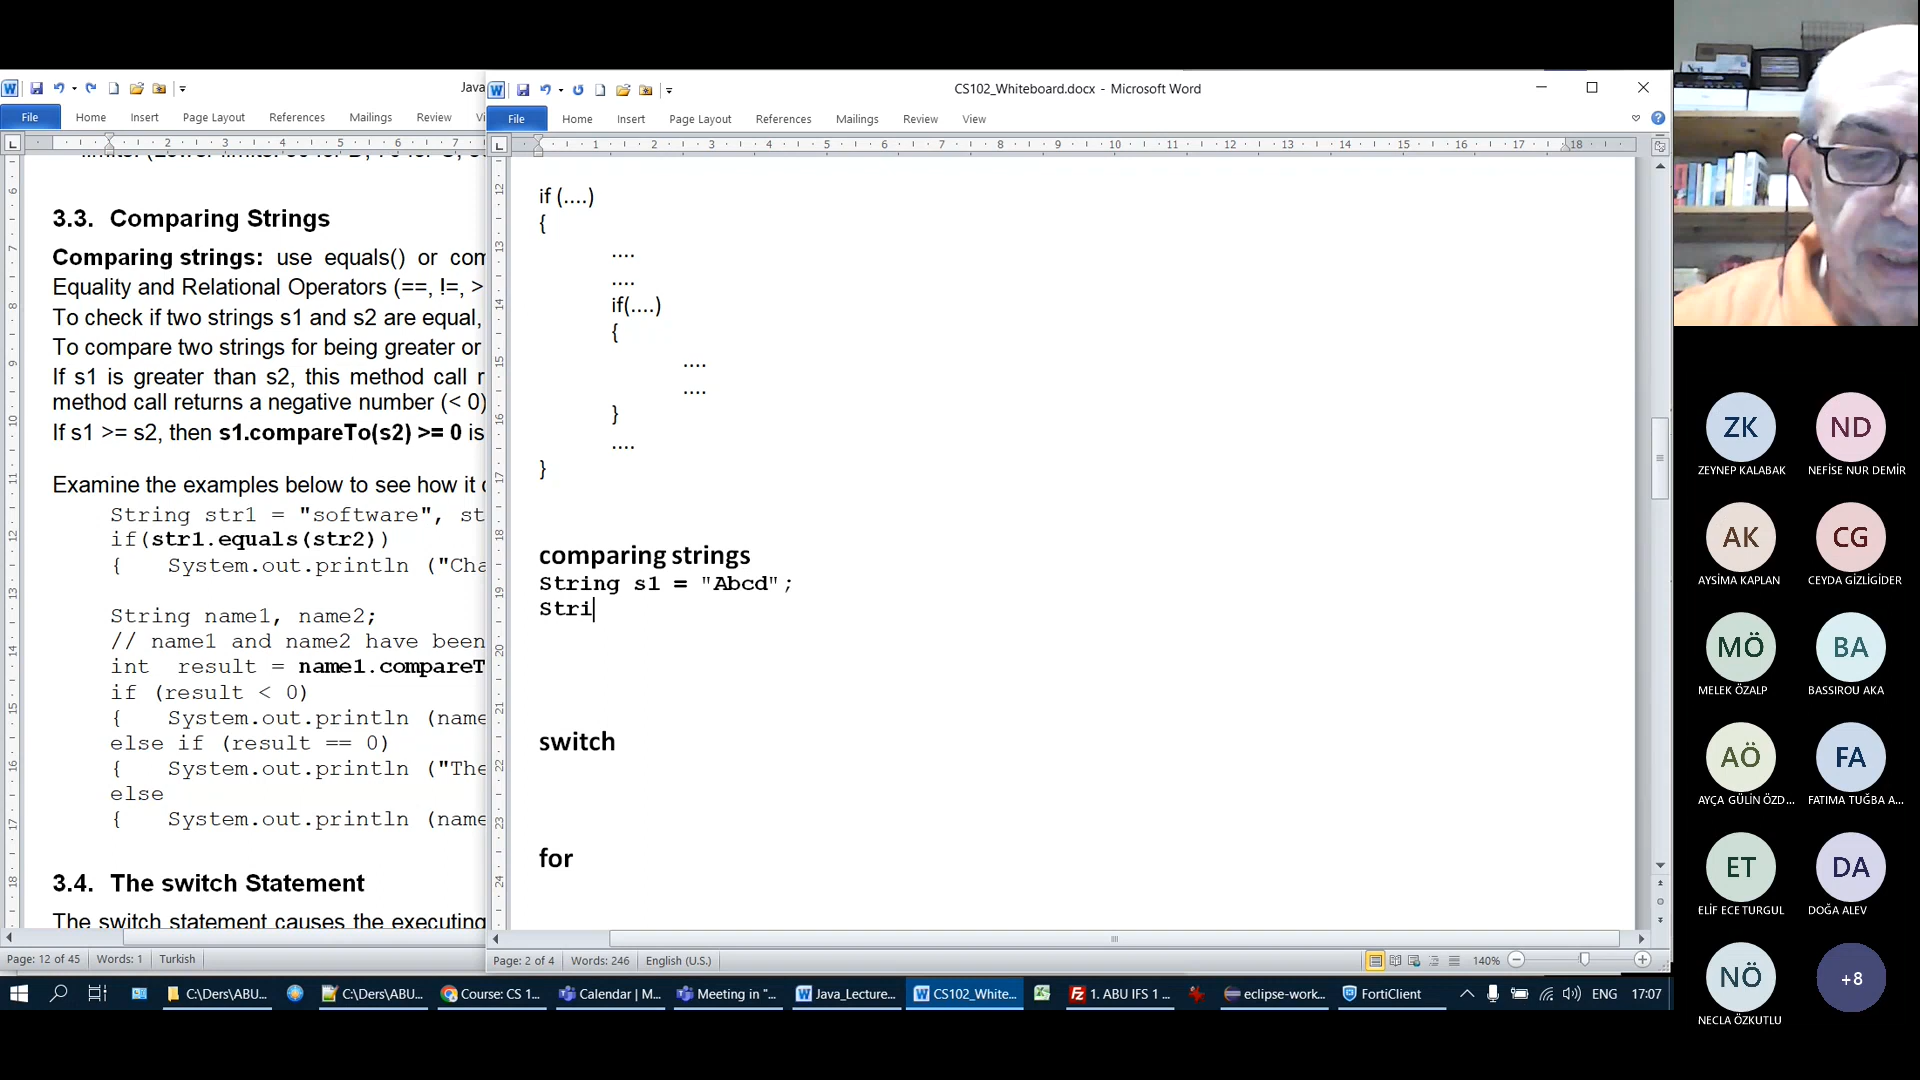 Java
File
Home
Insert
Page Layout
References
Mailings
Review
3.3. Comparing Strings
Comparing strings: use equals() or com
Equality and Relational Operators (==, !=, >
To check if two strings s1 and s2 are equal,
To compare two strings for being greater or
If s1 is greater than s2, this method call r
method call returns a negative number (< 0)
If s1 >= s2, then s1.compareTo(s2) >= 0 is
Examine the examples below to see how it
String str1 = "software", st
if(str1.equals(str2))
{ System.out.println ("Cha
String name1, name2;
// name1 and name2 have been
int result = name1.compareT
if (result < 0)
{ System.out.println (name
else if (result == 0)
{ System.out.println ("The
else
{ System.out.println (name
3.4. The switch Statement
The switch statement causes the executing
Page: 12 of 45 Words: 1 Turkish
CS102_Whiteboard.docx - Microsoft Word
File Home Insert Page Layout References Mailings Review View
if (....)
{
....
....
if(....)
{
....
....
}
....
}
comparing strings
String s1 = "Abcd";
Stri
switch
for
Page: 2 of 4 Words: 246 English (U.S.) 140%
C:\Ders\ABU... C:\Ders\ABU... Course: CS 1... Calendar | M... Meeting in "... Java_Lecture... CS102_White... 1. ABU IFS 1 ... eclipse-work... FortiClient ENG 17:07
ZK ND
ZEYNEP KALABAK NEFİSE NUR DEMİR
AK CG
AYSİMA KAPLAN CEYDA GİZLİGİDER
MÖ BA
MELEK ÖZALP BASSIROU AKA
AÖ FA
AYÇA GÜLİN ÖZD... FATIMA TUĞBA A...
ET DA
ELİF ECE TURGUL DOĞA ALEV
NÖ +8
NECLA ÖZKUTLU